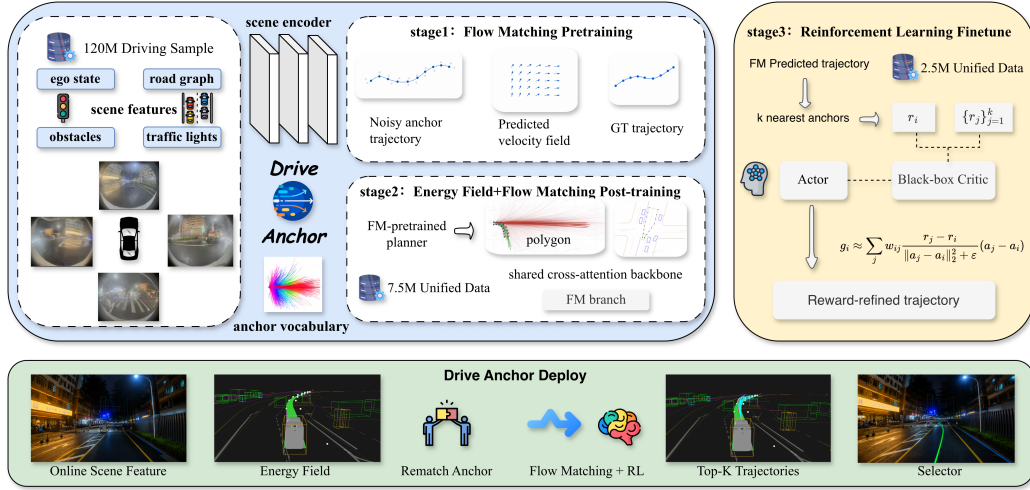 120M Driving Sample
ego state
road graph
scene features
obstacles
traffic lights
scene encoder
Drive
Anchor
anchor vocabulary
stage1: Flow Matching Pretraining
Noisy anchor
trajectory
Predicted
velocity field
GT trajectory
stage2: Energy Field+Flow Matching Post-training
FM-pretrained
planner
polygon
7.5M Unified Data
shared cross-attention backbone
FM branch
stage3: Reinforcement Learning Finetune
FM Predicted trajectory
2.5M Unified Data
k nearest anchors
r_i
{r_j}_{j=1}^k
Actor
Black-box Critic
g_i ≈ ∑_j w_{ij} \frac{r_j − r_i}{‖a_j − a_i‖_2^2 + ε}(a_j − a_i)
Reward-refined trajectory
Drive Anchor Deploy
Online Scene Feature
Energy Field
Rematch Anchor
Flow Matching + RL
Top-K Trajectories
Selector